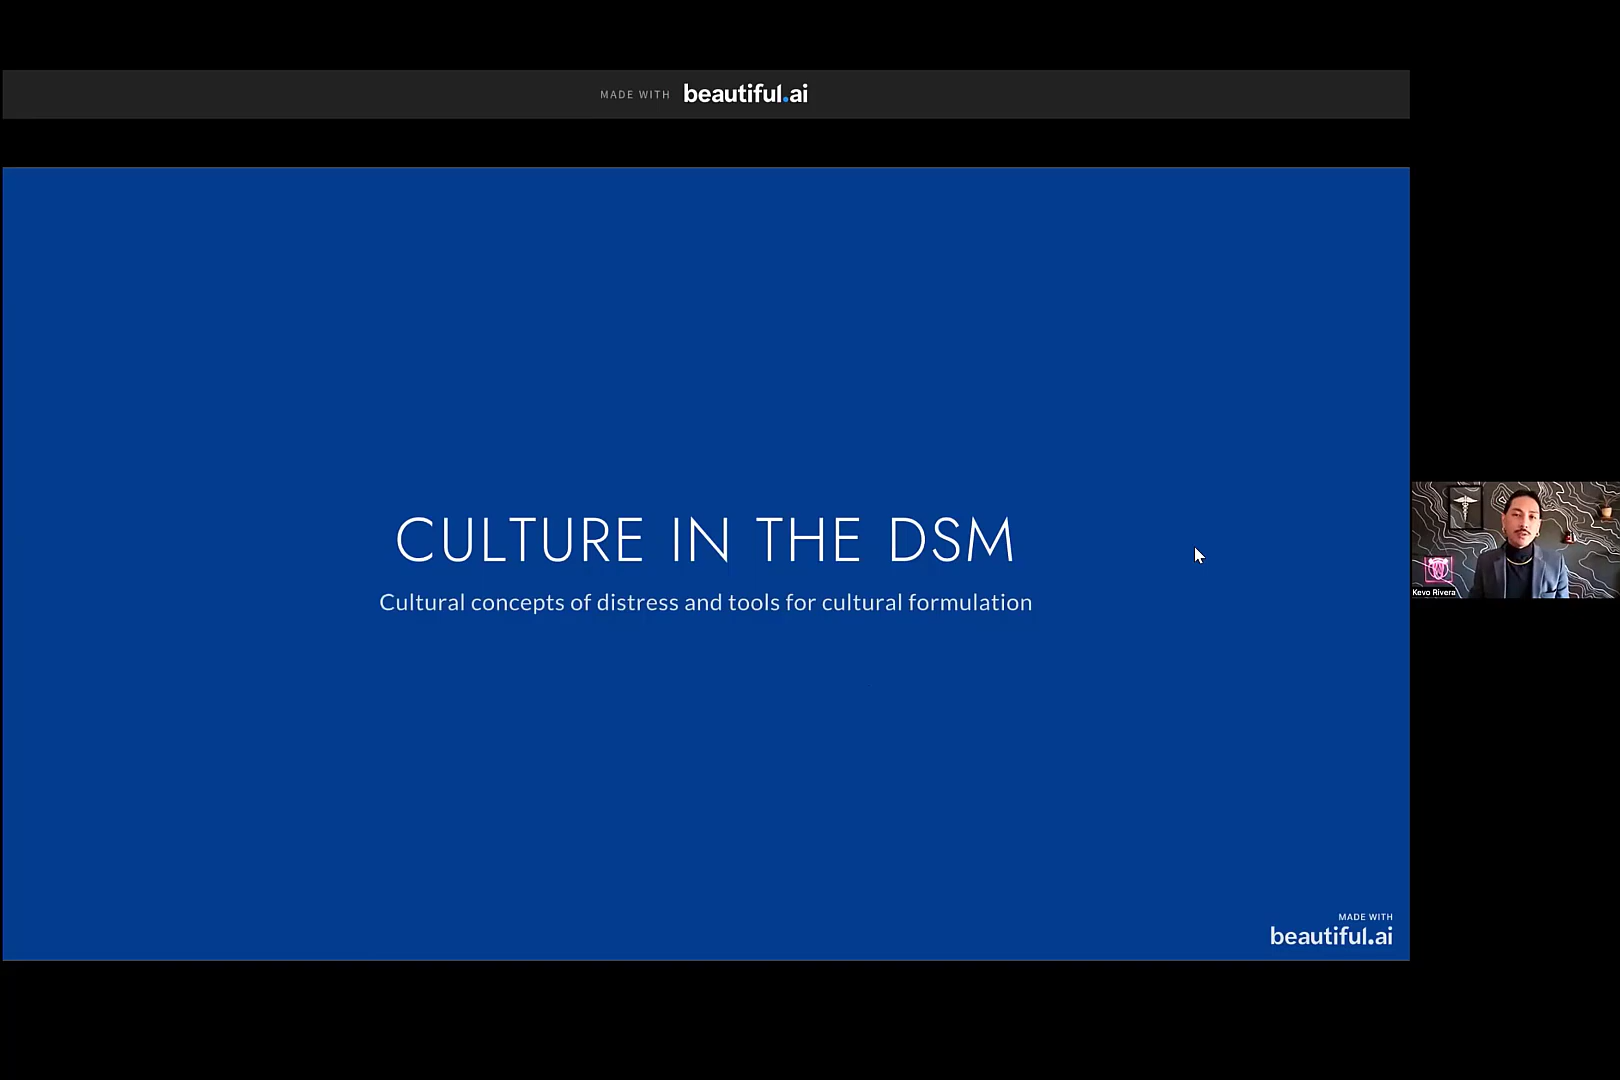 MADE WITH beautiful.ai
CULTURE IN THE DSM
Cultural concepts of distress and tools for cultural formulation
Kevo Rivera
MADE WITH
beautiful.ai